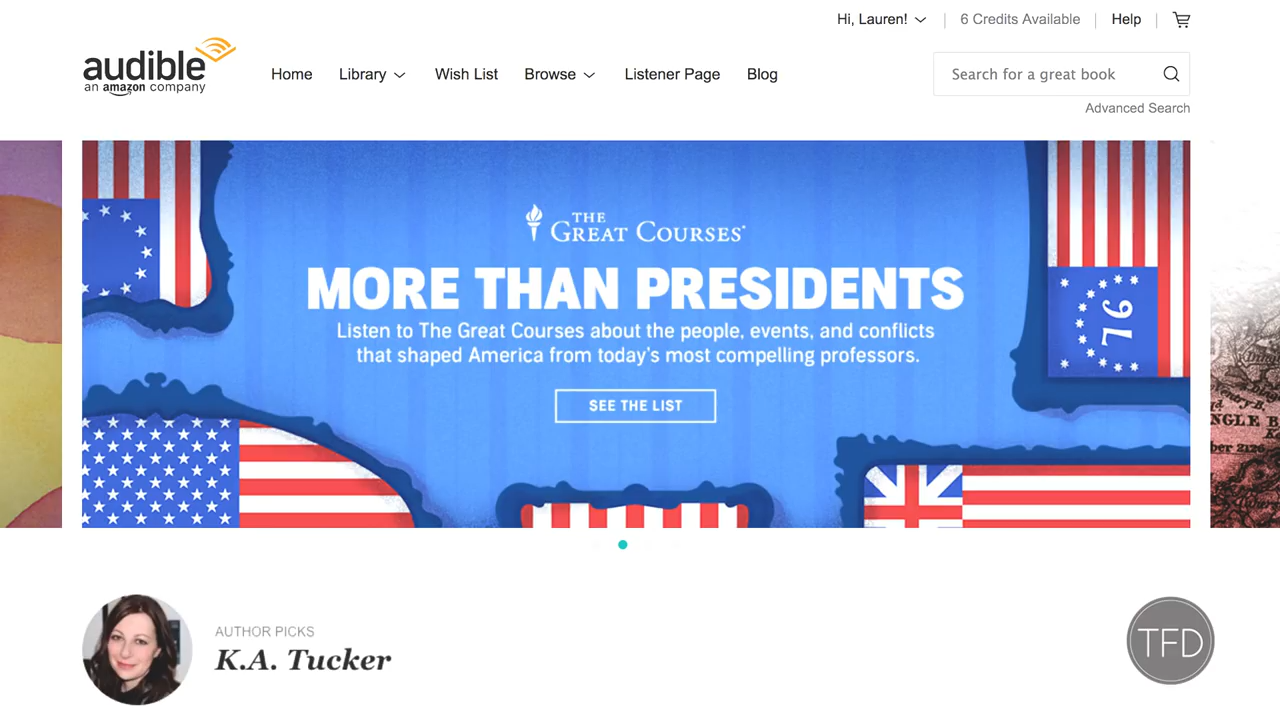 Hi, Lauren!
6 Credits Available
Help
audible
an amazon company
Home
Library
Wish List
Browse
Listener Page
Blog
Search for a great book
Advanced Search
THE
GREAT COURSES
MORE THAN PRESIDENTS
Listen to The Great Courses about the people, events, and conflicts
that shaped America from today's most compelling professors.
SEE THE LIST
76
NGLE B
ber 2126
AUTHOR PICKS
K.A. Tucker
TFD